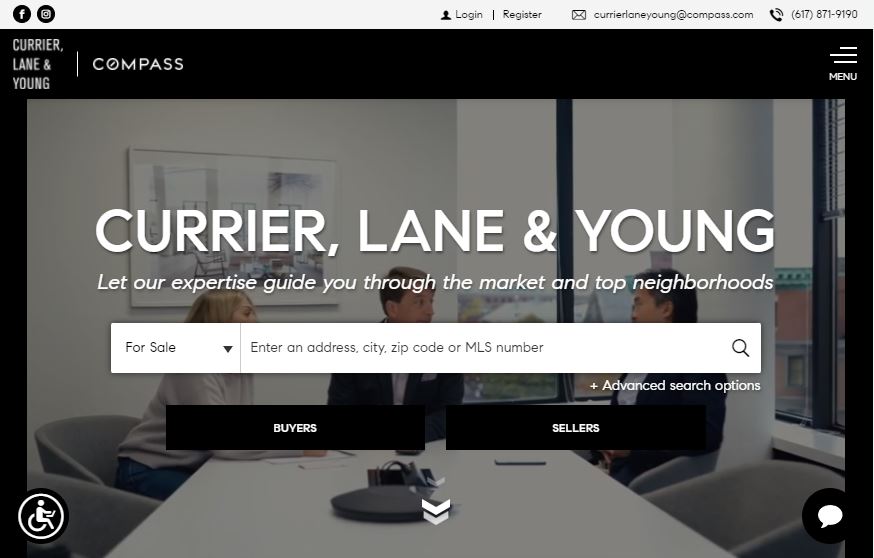 Login | Register
currierlaneyoung@compass.com
(617) 871-9190
CURRIER,
LANE &
YOUNG
COMPASS
MENU
CURRIER, LANE & YOUNG
Let our expertise guide you through the market and top neighborhoods
For Sale
Enter an address, city, zip code or MLS number
+ Advanced search options
BUYERS
SELLERS